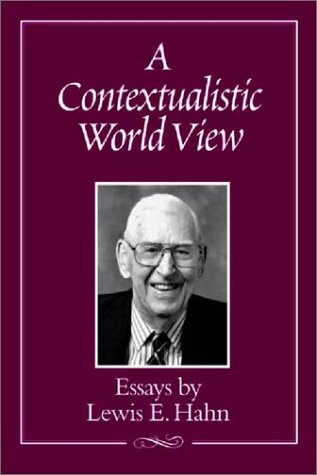 A
Contextualistic
World View
Essays by
Lewis E. Hahn